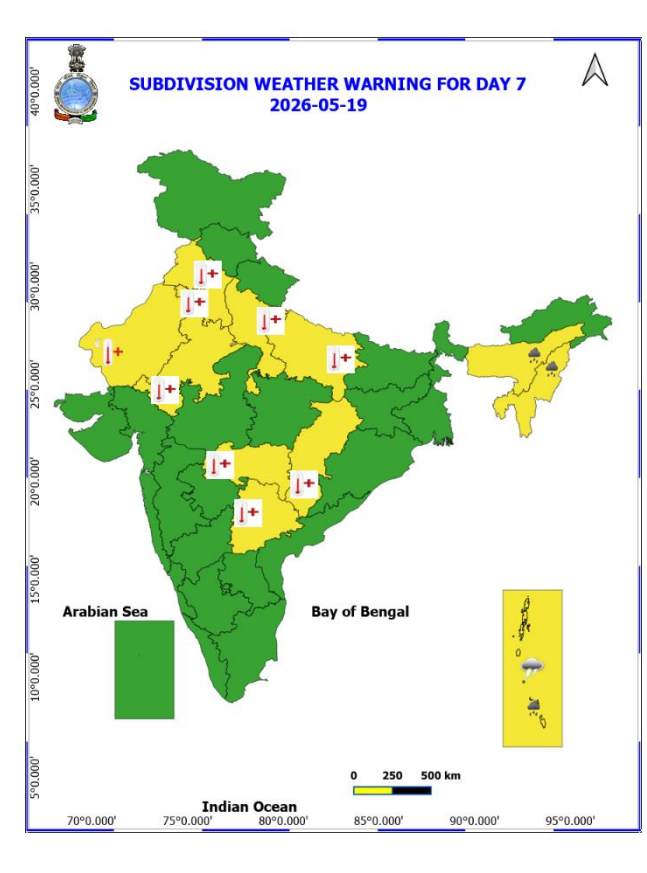 SUBDIVISION WEATHER WARNING FOR DAY 7
2026-05-19
40°0.000'
35°0.000'
30°0.000'
25°0.000'
20°0.000'
15°0.000'
10°0.000'
5°0.000'
Arabian Sea
Bay of Bengal
0 250 500 km
Indian Ocean
70°0.000' 75°0.000' 80°0.000' 85°0.000' 90°0.000' 95°0.000'